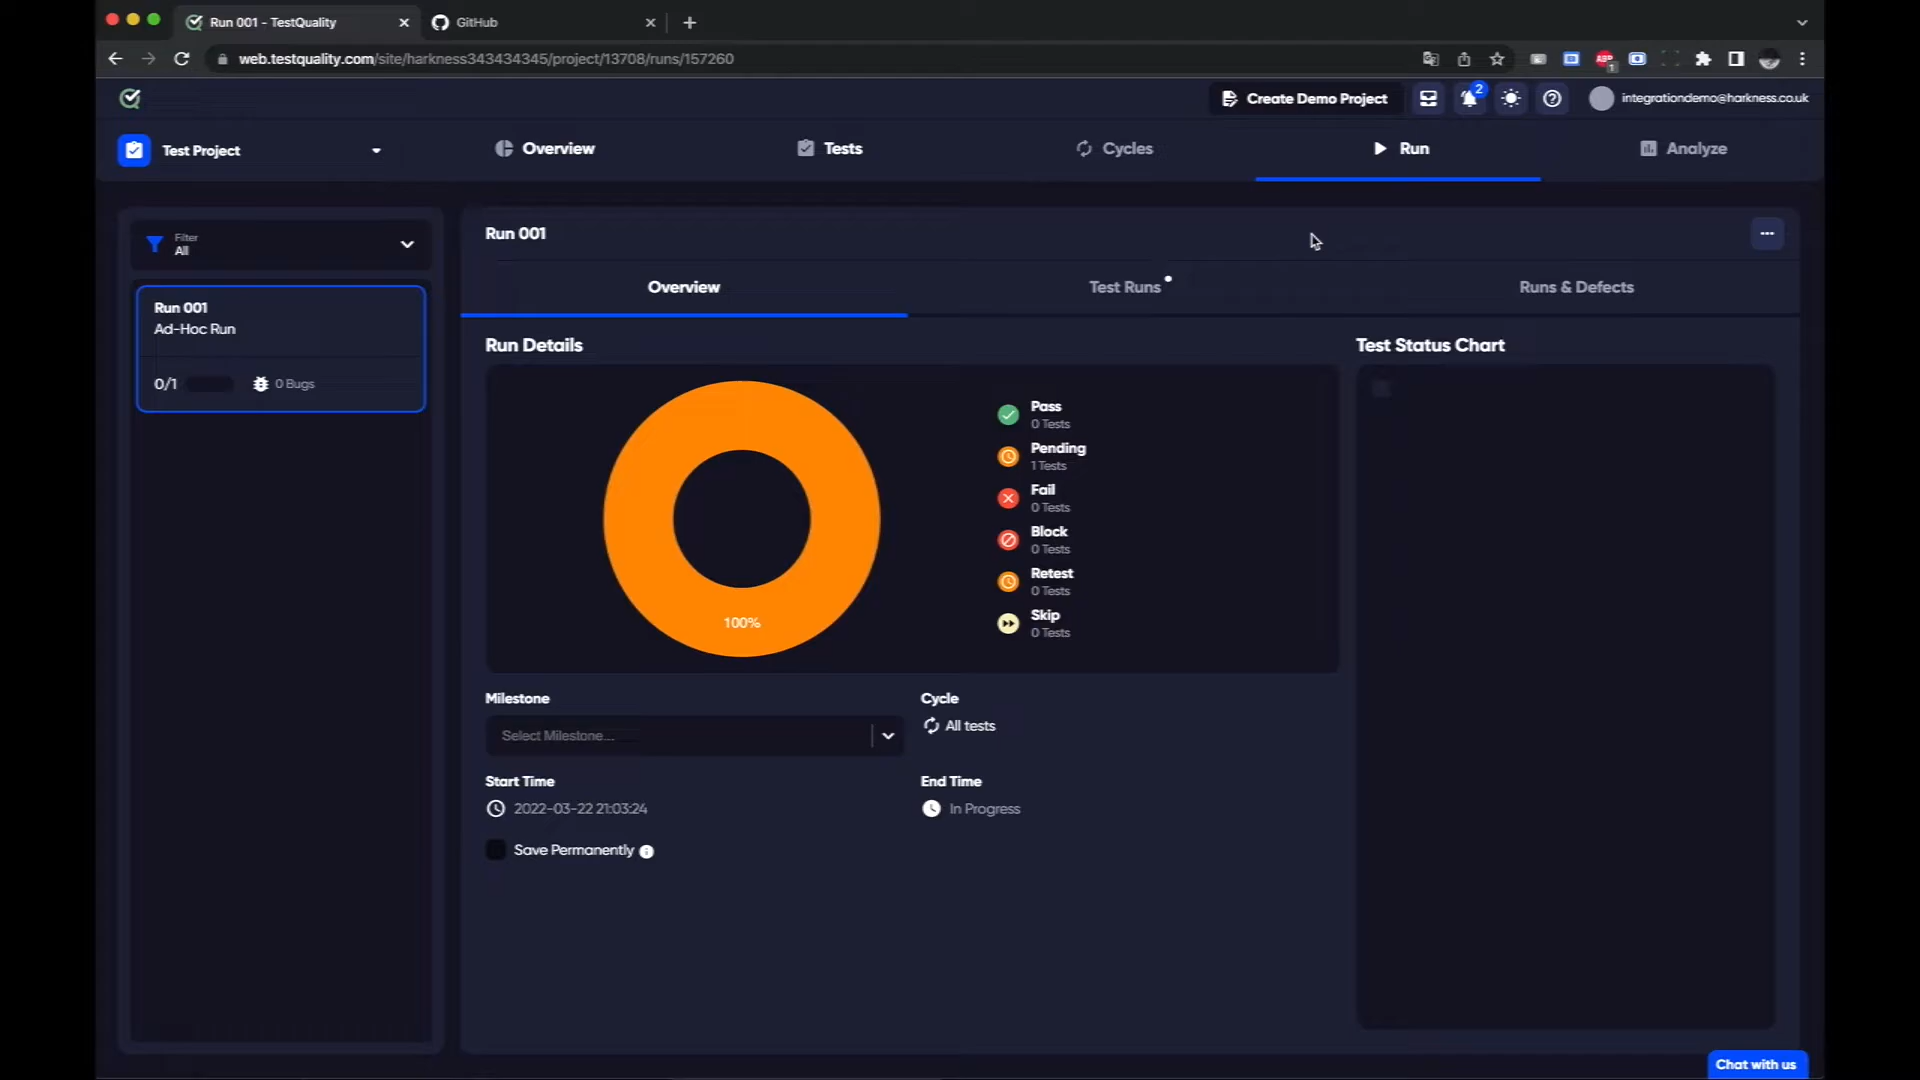 Run 001 - TestQuality
GitHub
web.testquality.com/site/harkness343434345/project/13708/runs/157260
ABP
1
Create Demo Project
2
integrationdemo@harkness.co.uk
Test Project
Overview
Tests
Cycles
Run
Analyze
Filter
All
Run 001
Ad-Hoc Run
0/1
0 Bugs
Run 001
Overview
Test Runs
Runs & Defects
Run Details
Test Status Chart
100%
Pass
0 Tests
Pending
1 Tests
Fail
0 Tests
Block
0 Tests
Retest
0 Tests
Skip
0 Tests
Milestone
Select Milestone...
Cycle
All tests
Start Time
2022-03-22 21:03:24
End Time
In Progress
Save Permanently
Chat with us